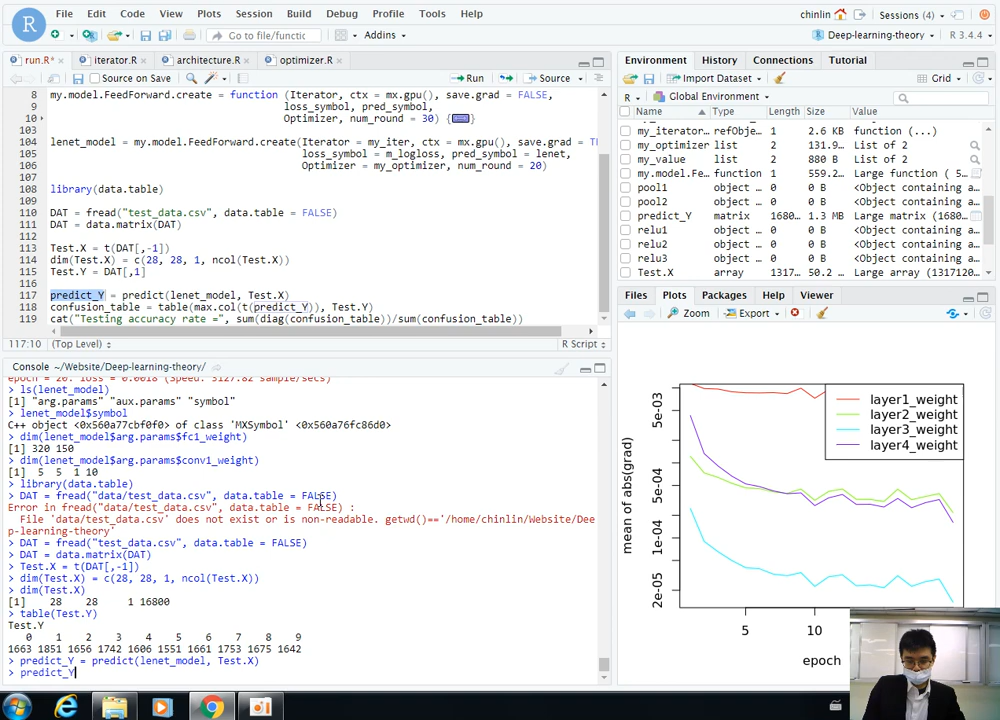 File Edit Code View Plots Session Build Debug Profile Tools Help
chinlin Sessions (4)
Go to file/functic Addins
Deep-learning-theory R 3.4.4
run.R* iterator.R architecture.R optimizer.R
Source on Save Run Source
8 my.model.FeedForward.create = function (Iterator, ctx = mx.gpu(), save.grad = FALSE,
9 loss_symbol, pred_symbol,
10 Optimizer, num_round = 30) {
103
104 lenet_model = my.model.FeedForward.create(Iterator = my_iter, ctx = mx.gpu(), save.grad = T
105 loss_symbol = m_logloss, pred_symbol = lenet,
106 Optimizer = my_optimizer, num_round = 20)
107
108 library(data.table)
109
110 DAT = fread("test_data.csv", data.table = FALSE)
111 DAT = data.matrix(DAT)
112
113 Test.X = t(DAT[,-1])
114 dim(Test.X) = c(28, 28, 1, ncol(Test.X))
115 Test.Y = DAT[,1]
116
117 predict_Y = predict(lenet_model, Test.X)
118 confusion_table = table(max.col(t(predict_Y)), Test.Y)
119 cat("Testing accuracy rate =", sum(diag(confusion_table))/sum(confusion_table))
117:10 (Top Level) R Script
Console ~/Website/Deep-learning-theory/
epoch = 20: loss = 0.0018 (Speed: 3127.82 sample/secs)
> ls(lenet_model)
[1] "arg.params" "aux.params" "symbol"
> lenet_model$symbol
C++ object <0x560a77cbf0f0> of class 'MXSymbol' <0x560a76fc86d0>
> dim(lenet_model$arg.params$fc1_weight)
[1] 320 150
> dim(lenet_model$arg.params$conv1_weight)
[1] 5 5 1 10
> library(data.table)
> DAT = fread("data/test_data.csv", data.table = FALSE)
Error in fread("data/test_data.csv", data.table = FALSE) :
File 'data/test_data.csv' does not exist or is non-readable. getwd()=='/home/chinlin/Website/Dee
p-learning-theory'
> DAT = fread("test_data.csv", data.table = FALSE)
> DAT = data.matrix(DAT)
> Test.X = t(DAT[,-1])
> dim(Test.X) = c(28, 28, 1, ncol(Test.X))
> dim(Test.X)
[1] 28 28 1 16800
> table(Test.Y)
Test.Y
0 1 2 3 4 5 6 7 8 9
1663 1851 1656 1742 1606 1551 1661 1753 1675 1642
> predict_Y = predict(lenet_model, Test.X)
> predict_Y
Environment History Connections Tutorial
Import Dataset Grid
R Global Environment
Name Type Length Size Value
my_iterator… refObje… 1 2.6 KB function (...)
my_optimizer list 2 131.9… List of 2
my_value list 2 880 B List of 2
my.model.Fe… function 1 559.2… Large function ( 5…
pool1 object … 0 0 B <Object containing a…
pool2 object … 0 0 B <Object containing a…
predict_Y matrix 1680… 1.3 MB Large matrix (1680…
relu1 object … 0 0 B <Object containing a…
relu2 object … 0 0 B <Object containing a…
relu3 object … 0 0 B <Object containing a…
Test.X array 1317… 50.2 … Large array (1317120…
Files Plots Packages Help Viewer
Zoom Export
mean of abs(grad)
5e-03
5e-04
1e-04
2e-05
layer1_weight
layer2_weight
layer3_weight
layer4_weight
5 10
epoch